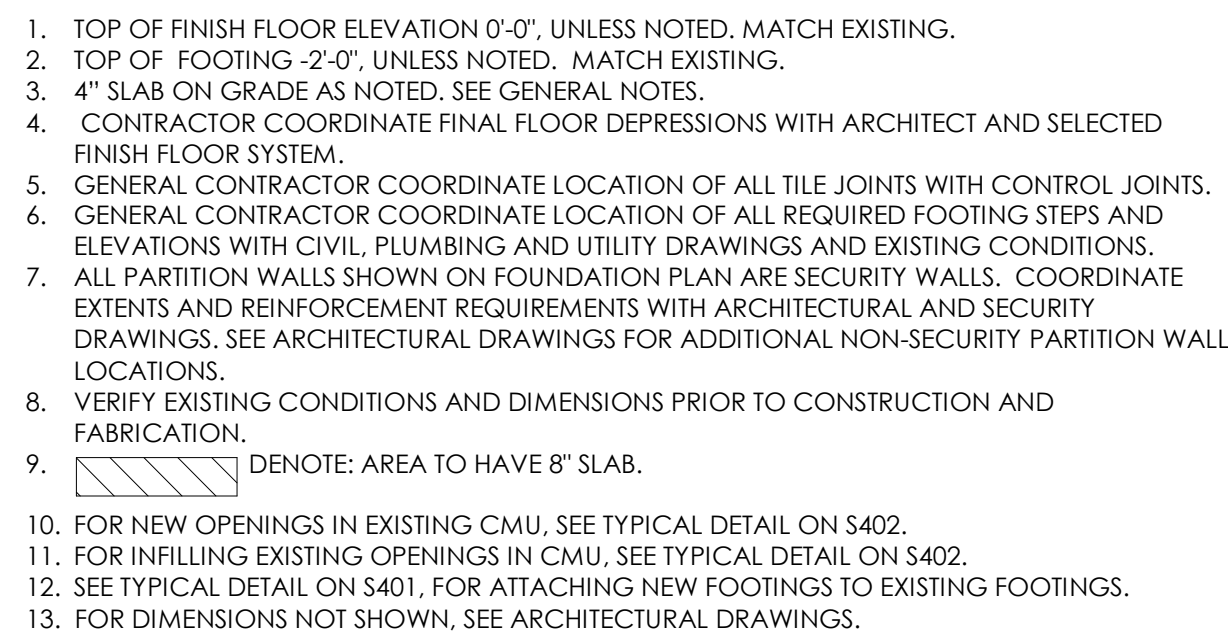 1. TOP OF FINISH FLOOR ELEVATION 0'-0", UNLESS NOTED. MATCH EXISTING.
2. TOP OF FOOTING -2'-0", UNLESS NOTED. MATCH EXISTING.
3. 4” SLAB ON GRADE AS NOTED. SEE GENERAL NOTES.
4. CONTRACTOR COORDINATE FINAL FLOOR DEPRESSIONS WITH ARCHITECT AND SELECTED
FINISH FLOOR SYSTEM.
5. GENERAL CONTRACTOR COORDINATE LOCATION OF ALL TILE JOINTS WITH CONTROL JOINTS.
6. GENERAL CONTRACTOR COORDINATE LOCATION OF ALL REQUIRED FOOTING STEPS AND
ELEVATIONS WITH CIVIL, PLUMBING AND UTILITY DRAWINGS AND EXISTING CONDITIONS.
7. ALL PARTITION WALLS SHOWN ON FOUNDATION PLAN ARE SECURITY WALLS. COORDINATE
EXTENTS AND REINFORCEMENT REQUIREMENTS WITH ARCHITECTURAL AND SECURITY
DRAWINGS. SEE ARCHITECTURAL DRAWINGS FOR ADDITIONAL NON-SECURITY PARTITION WALL
LOCATIONS.
8. VERIFY EXISTING CONDITIONS AND DIMENSIONS PRIOR TO CONSTRUCTION AND
FABRICATION.
9. DENOTE: AREA TO HAVE 8" SLAB.
10. FOR NEW OPENINGS IN EXISTING CMU, SEE TYPICAL DETAIL ON S402.
11. FOR INFILLING EXISTING OPENINGS IN CMU, SEE TYPICAL DETAIL ON S402.
12. SEE TYPICAL DETAIL ON S401, FOR ATTACHING NEW FOOTINGS TO EXISTING FOOTINGS.
13. FOR DIMENSIONS NOT SHOWN, SEE ARCHITECTURAL DRAWINGS.